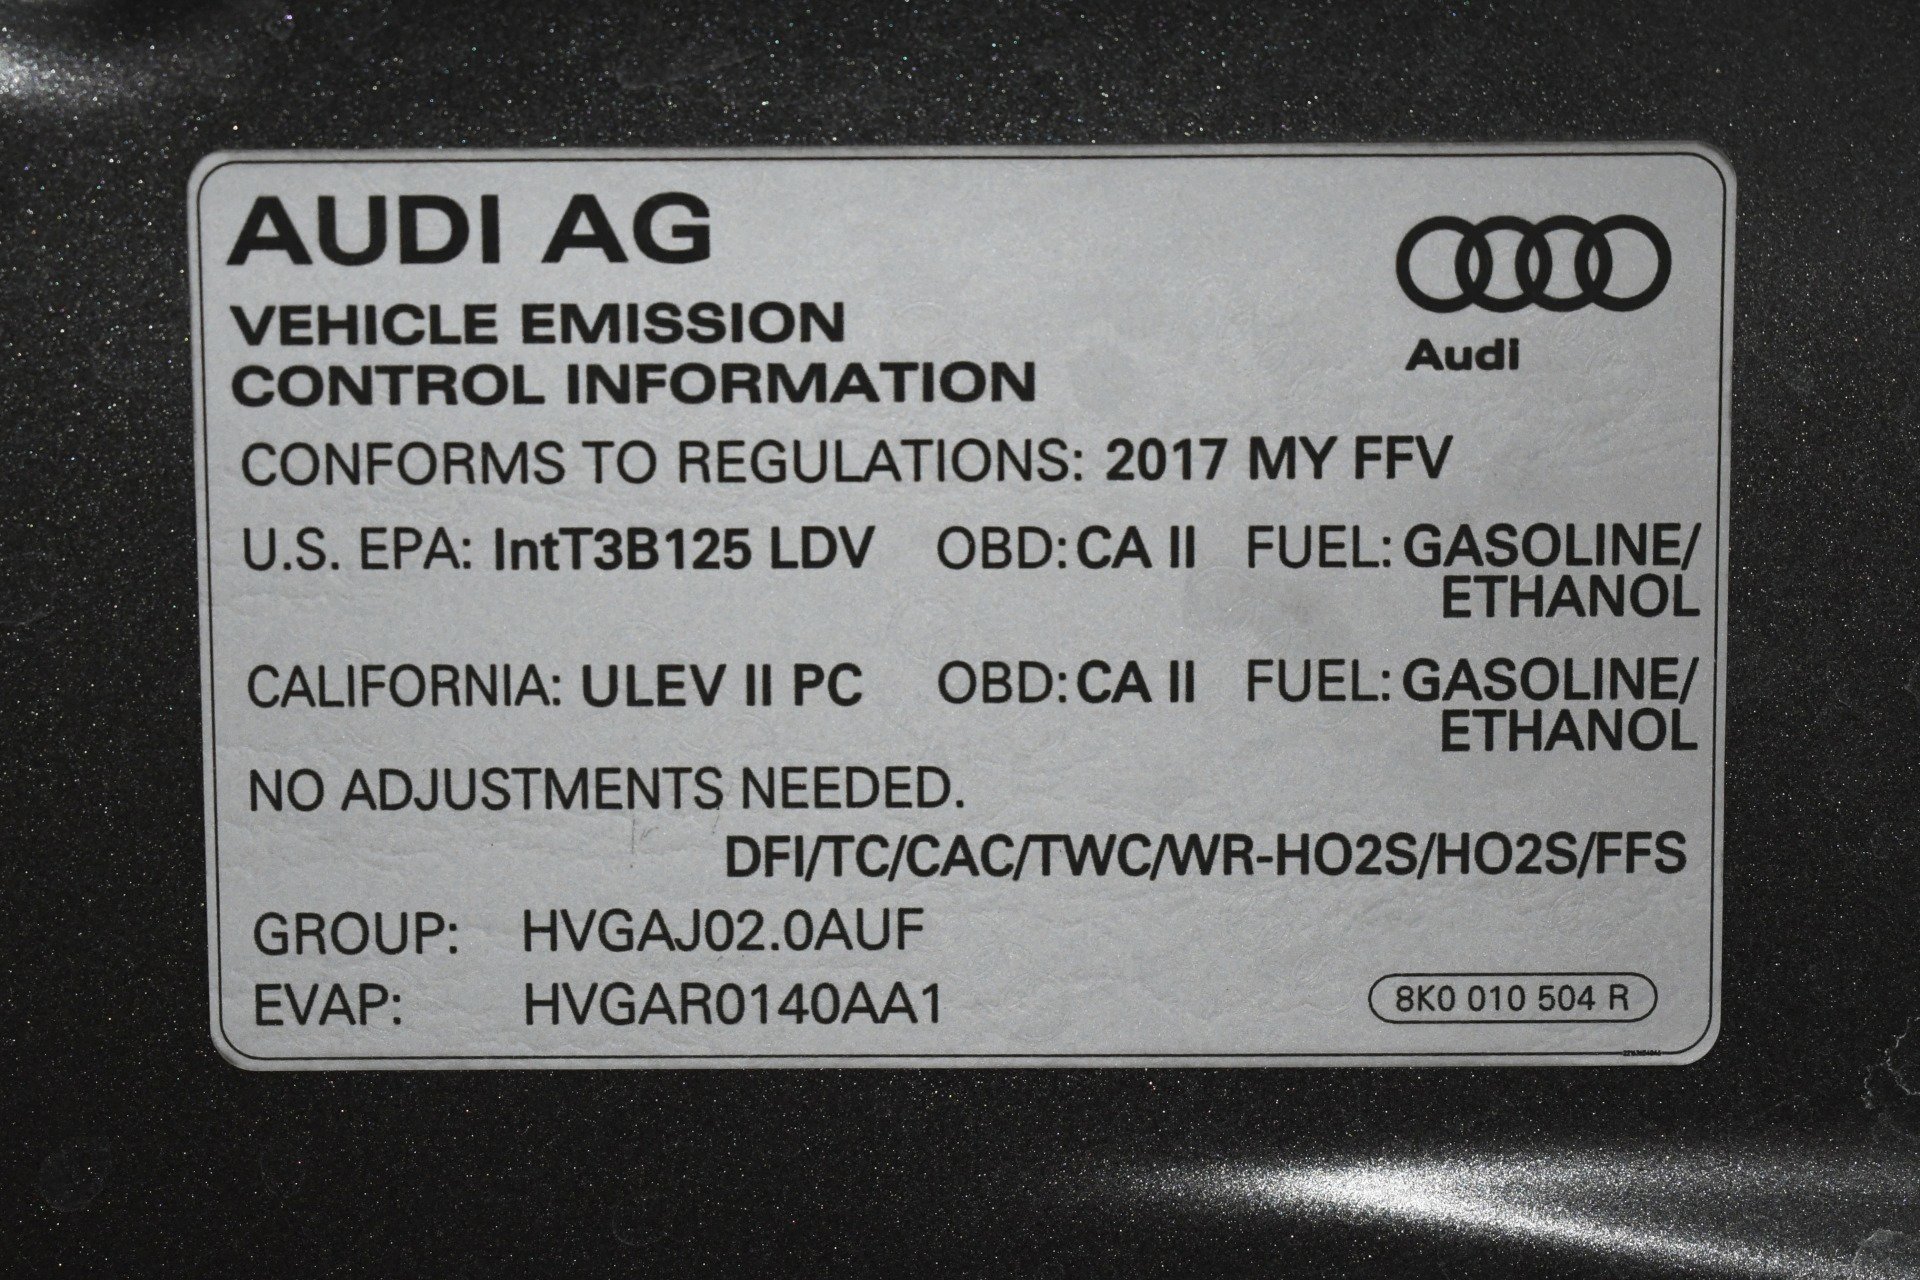 AUDI AG
Audi
VEHICLE EMISSION
CONTROL INFORMATION
CONFORMS TO REGULATIONS: 2017 MY FFV
U.S. EPA: IntT3B125 LDV OBD: CA II FUEL: GASOLINE/
ETHANOL
CALIFORNIA: ULEV II PC OBD: CA II FUEL: GASOLINE/
ETHANOL
NO ADJUSTMENTS NEEDED.
DFI/TC/CAC/TWC/WR-HO2S/HO2S/FFS
GROUP: HVGAJ02.0AUF
EVAP: HVGAR0140AA1
8K0 010 504 R